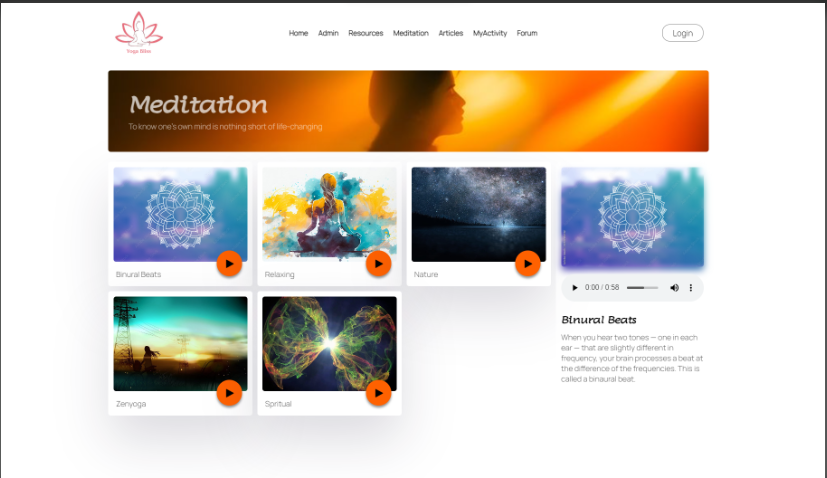 Yoga Bliss
Home Admin Resources Meditation Articles MyActivity Forum
Login
Meditation
To know one's own mind is nothing short of life-changing
Binural Beats
Relaxing
Nature
Zenyoga
Spritual
0:00 / 0:58
Binural Beats
When you hear two tones — one in each
ear — that are slightly different in
frequency, your brain processes a beat at
the difference of the frequencies. This is
called a binaural beat.